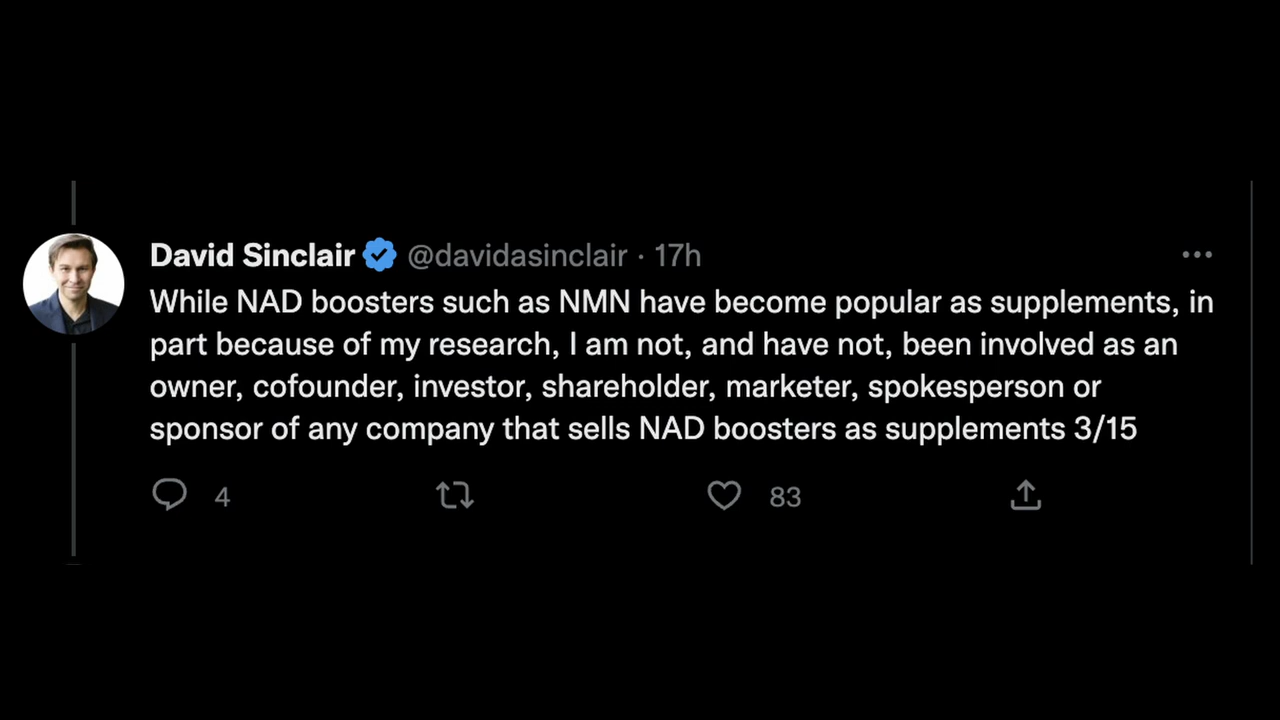 David Sinclair @davidasinclair · 17h
While NAD boosters such as NMN have become popular as supplements, in
part because of my research, I am not, and have not, been involved as an
owner, cofounder, investor, shareholder, marketer, spokesperson or
sponsor of any company that sells NAD boosters as supplements 3/15
4 83